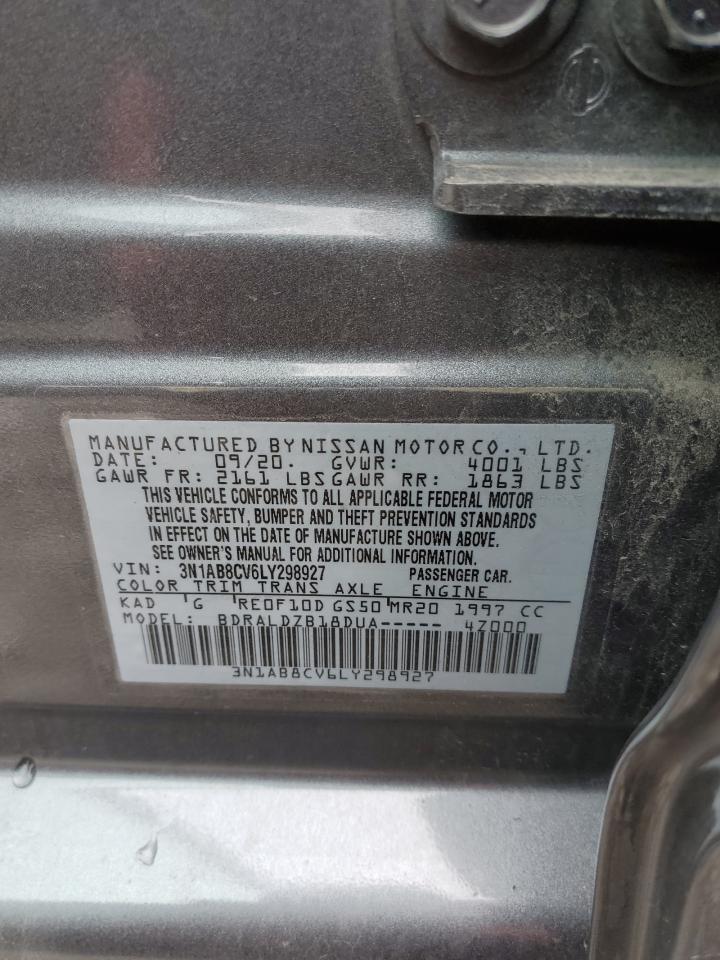 MANUFACTURED BY NISSAN MOTOR CO., LTD.
DATE: 09/20. GVWR: 4001 LBS
GAWR FR: 2161 LBS GAWR RR: 1863 LBS
THIS VEHICLE CONFORMS TO ALL APPLICABLE FEDERAL MOTOR
VEHICLE SAFETY, BUMPER AND THEFT PREVENTION STANDARDS
IN EFFECT ON THE DATE OF MANUFACTURE SHOWN ABOVE.
SEE OWNER'S MANUAL FOR ADDITIONAL INFORMATION.
VIN: 3N1AB8CV6LY298927 PASSENGER CAR.
COLOR TRIM TRANS AXLE ENGINE
KAD G RE0F10D GS50 MR20 1997 CC
MODEL: BDRALDZB18DUA----- 4Z000
3N1AB8CV6LY298927